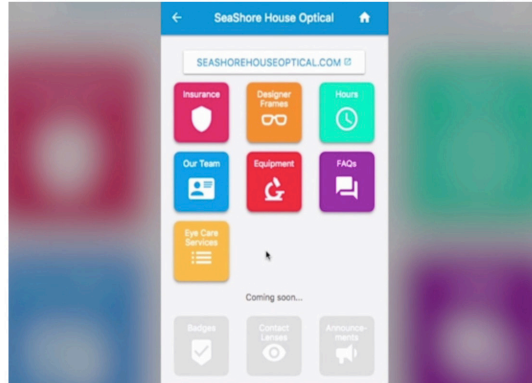 SeaShore House Optical
SEASHOREHOUSEOPTICAL.COM
Insurance
Designer
Frames
Hours
Our Team
Equipment
FAQs
Eye Care
Services
Coming soon...
Badges
Contact
Lenses
Announce-
ments